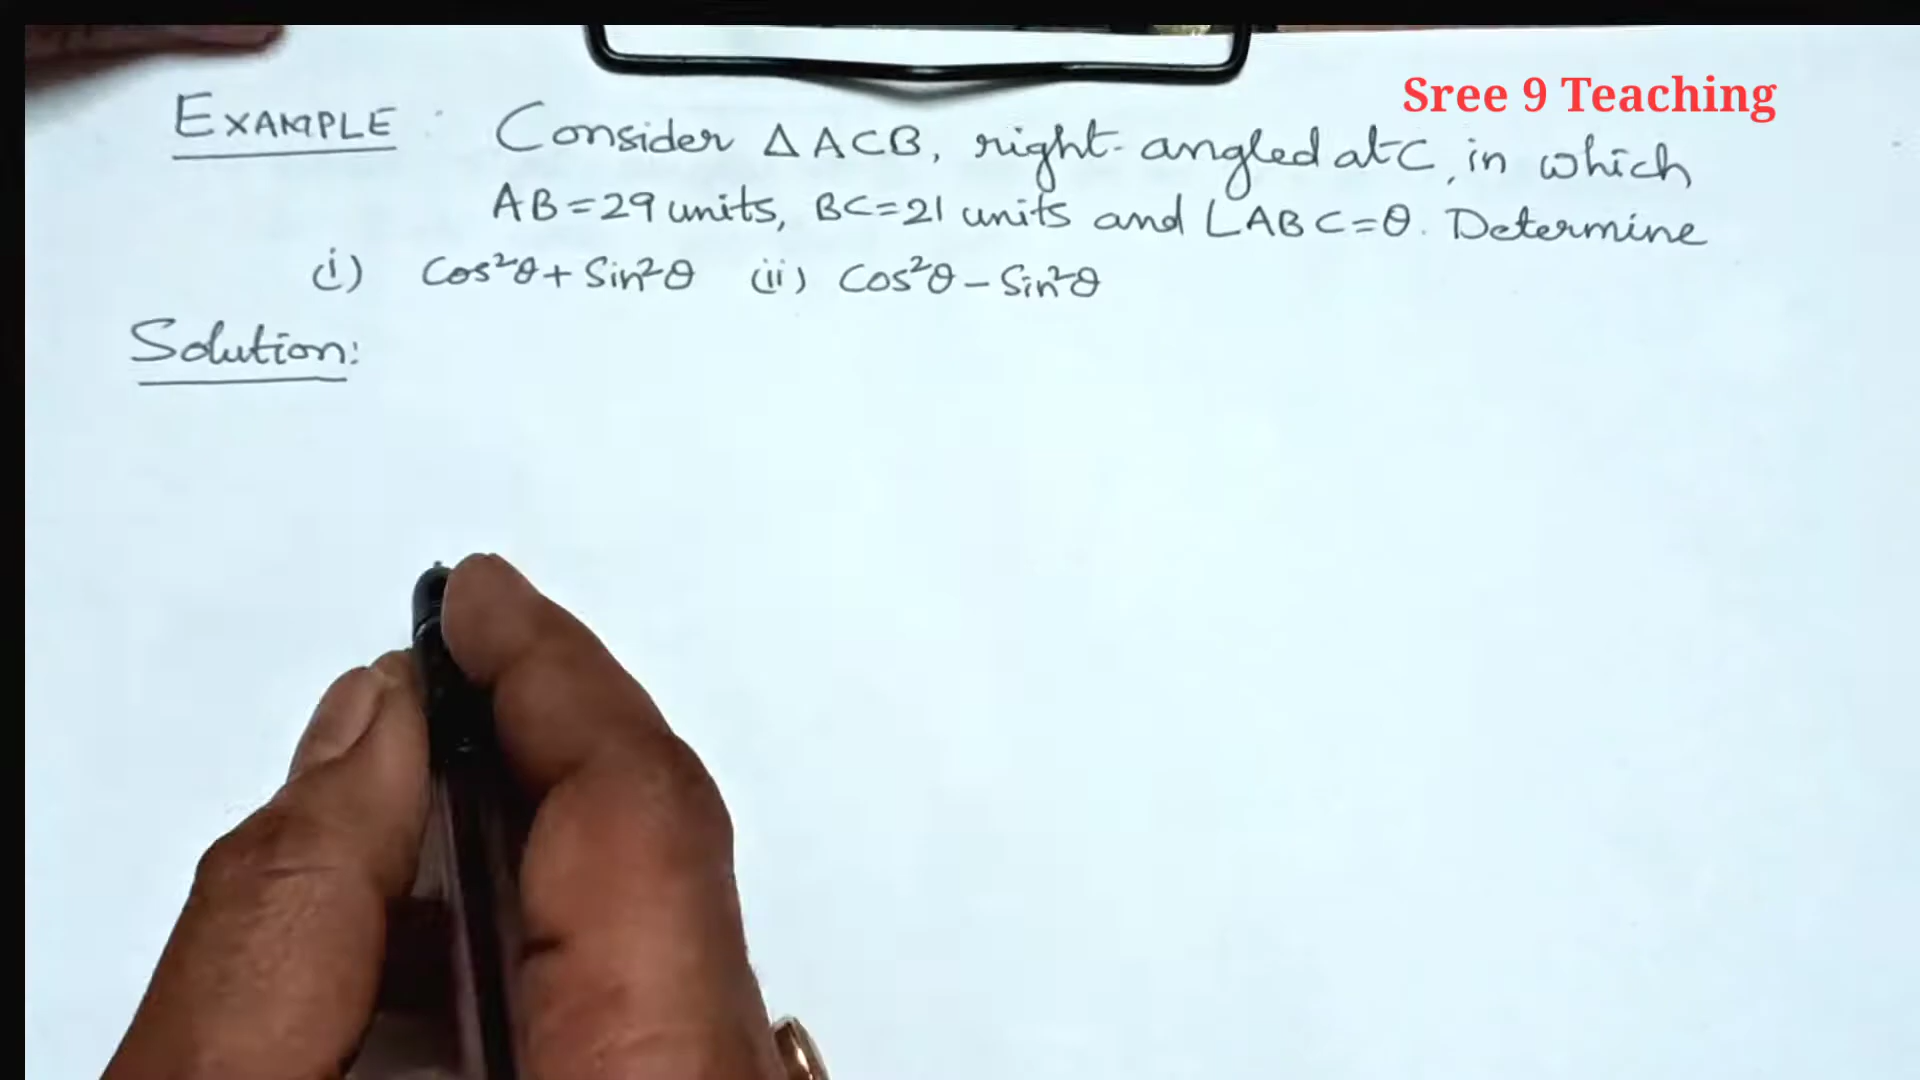 Sree 9 Teaching
EXAMPLE : Consider △ACB, right-angled at C, in which
AB=29 units, BC=21 units and ∟ABC=θ. Determine
(i) Cos²θ + Sin²θ (ii) Cos²θ − Sin²θ
Solution: